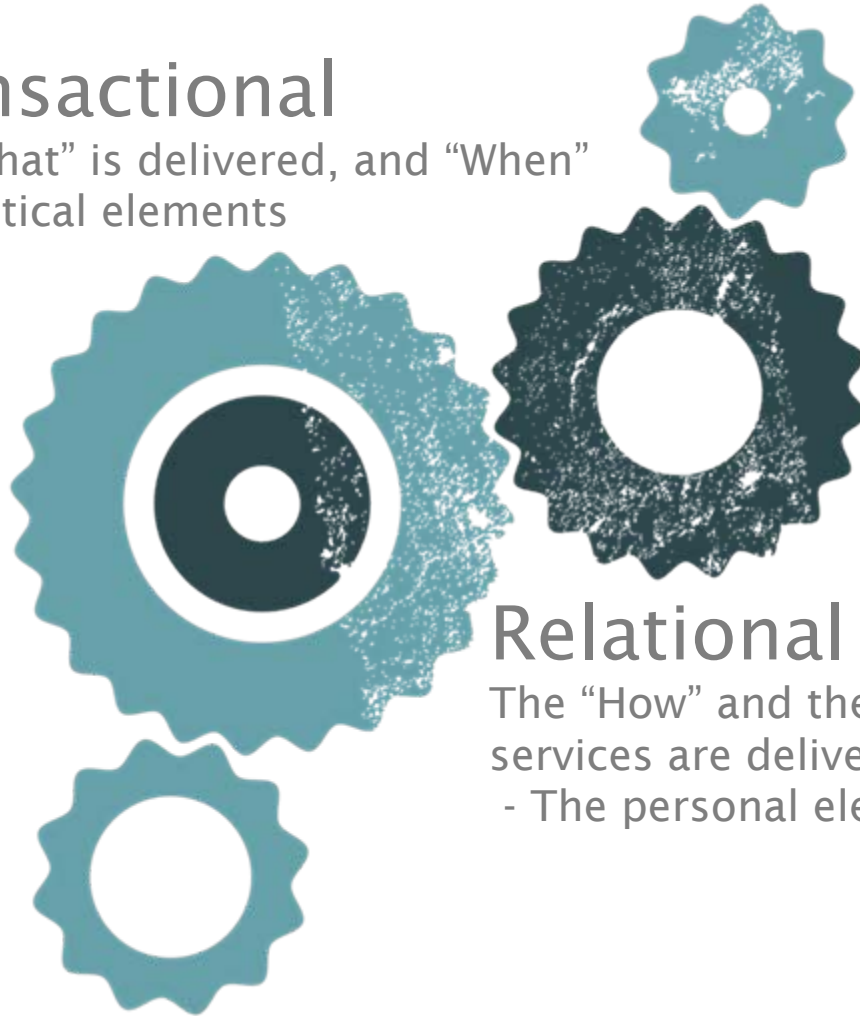 nsactional
hat” is delivered, and “When”
tical elements
Relational
The “How” and the
services are delive
- The personal ele